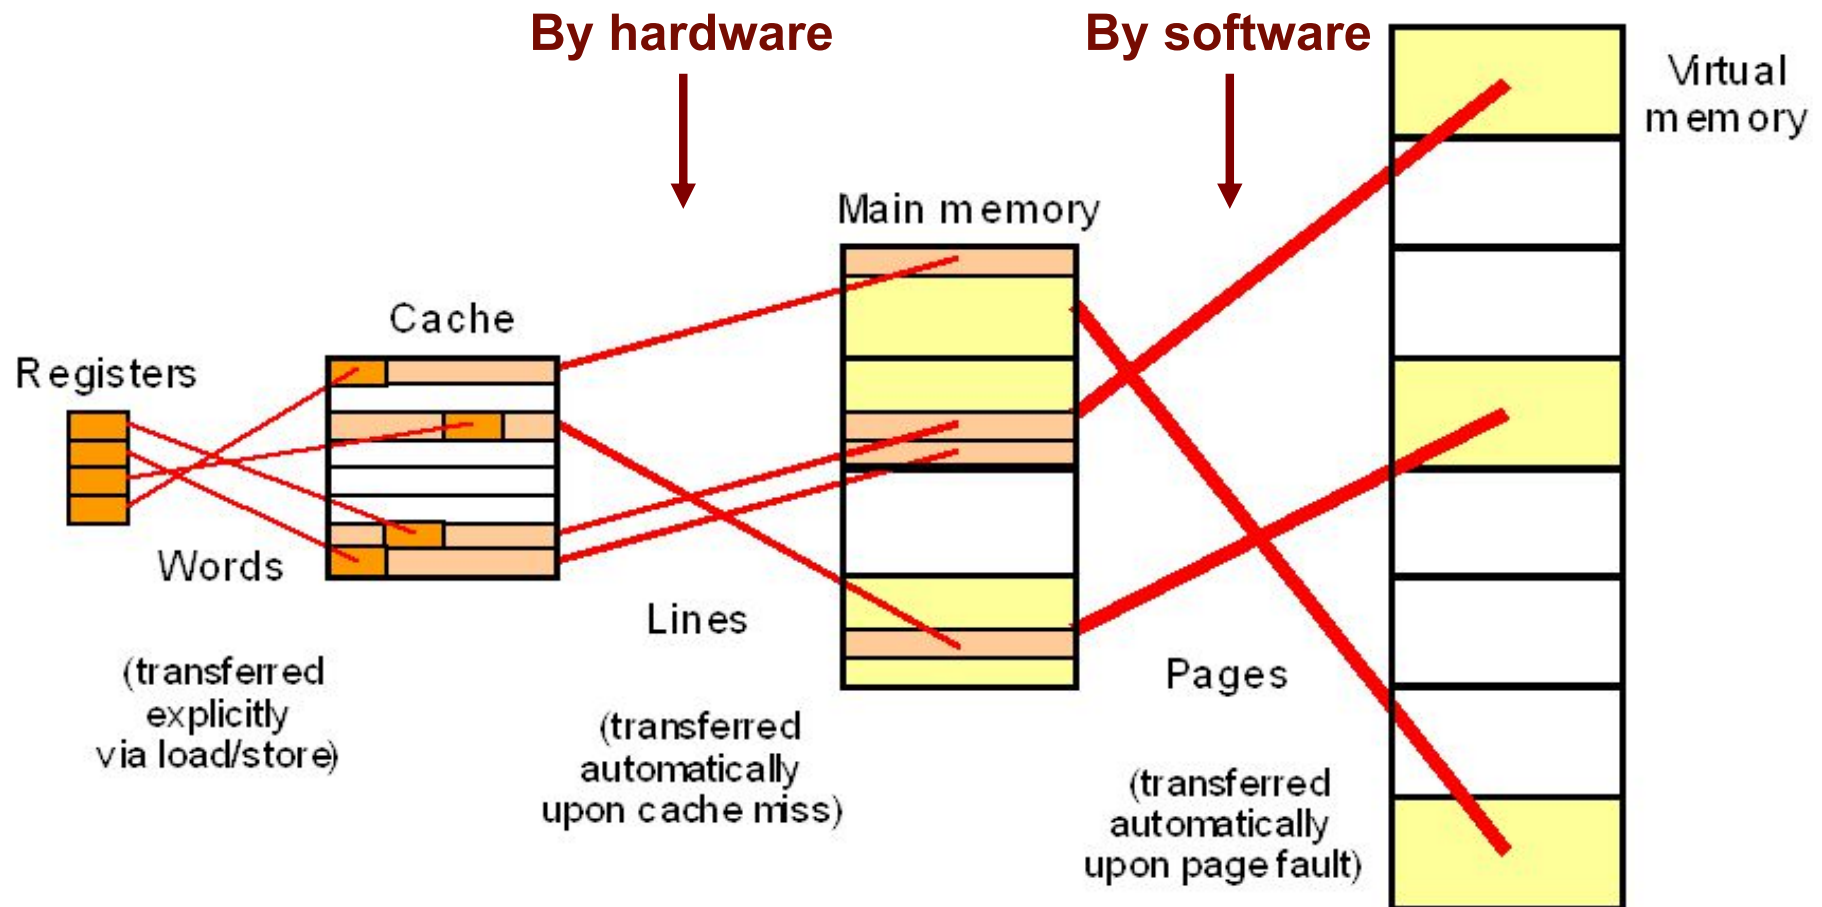 By hardware
By software
Virtual
memory
Main memory
Cache
Registers
Words
Lines
Pages
(transferred
explicitly
via load/store)
(transferred
automatically
upon cache miss)
(transferred
automatically
upon page fault)